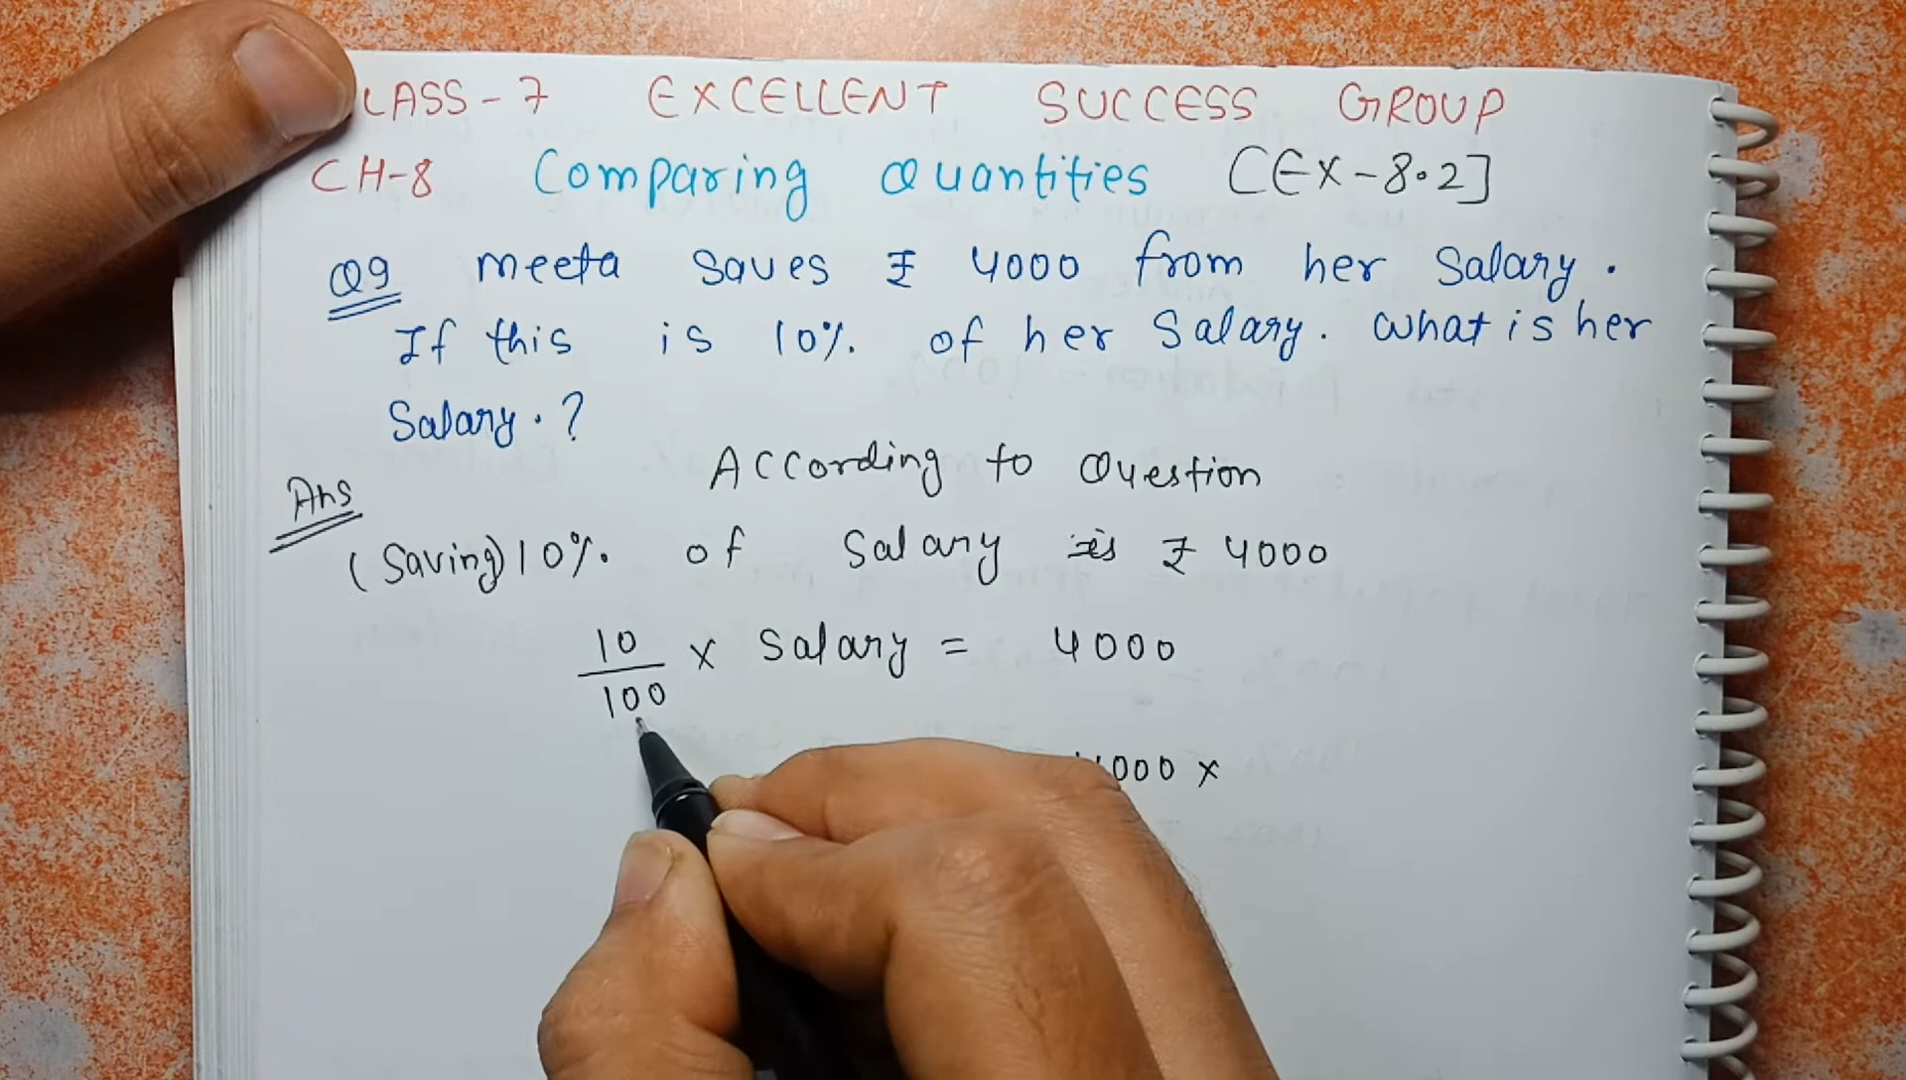 LASS-7 EXCELLENT SUCCESS GROUP
CH-8 Comparing Quantities [EX-8.2]
Q9 meeta saves ₹ 4000 from her salary.
If this is 10% of her salary. What is her
Salary.?
Ans
According to Question
(Saving) 10% of Salary is ₹ 4000
10/100 × Salary = 4000
000 ×